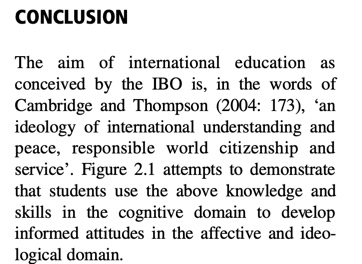 CONCLUSION
The aim of international education as
conceived by the IBO is, in the words of
Cambridge and Thompson (2004: 173), ‘an
ideology of international understanding and
peace, responsible world citizenship and
service’. Figure 2.1 attempts to demonstrate
that students use the above knowledge and
skills in the cognitive domain to develop
informed attitudes in the affective and ideo-
logical domain.